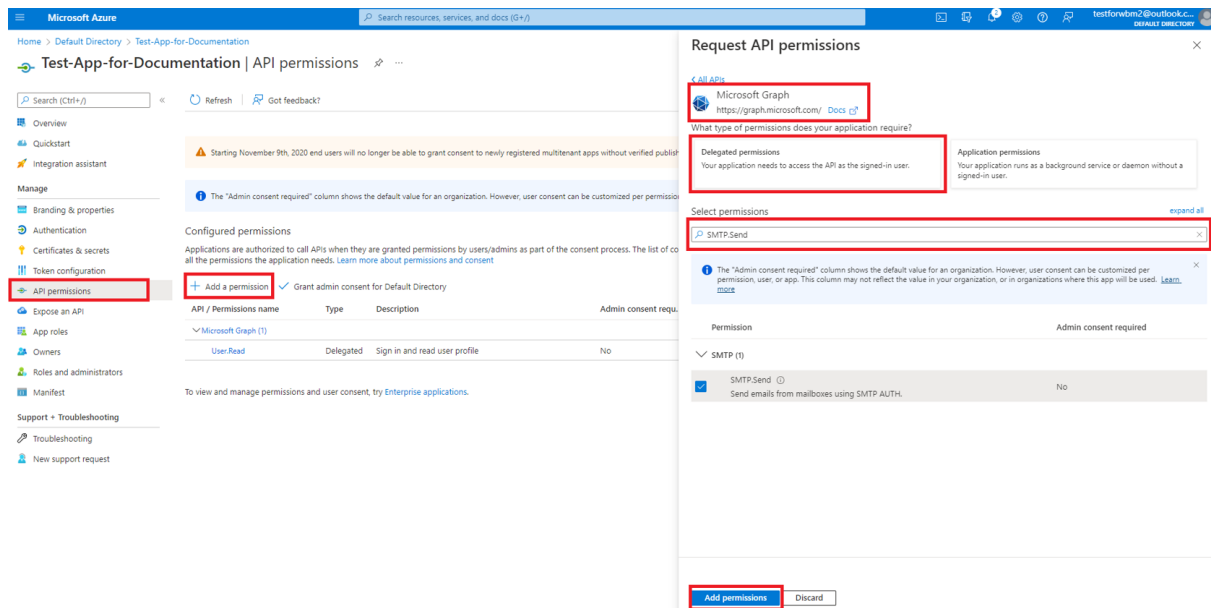 Microsoft Azure
Search resources, services, and docs (G+/)
2
testforwbm2@outlook.c...
DEFAULT DIRECTORY
Home > Default Directory > Test-App-for-Documentation
Test-App-for-Documentation | API permissions
Search (Ctrl+/)
Overview
Quickstart
Integration assistant
Manage
Branding & properties
Authentication
Certificates & secrets
Token configuration
API permissions
Expose an API
App roles
Owners
Roles and administrators
Manifest
Support + Troubleshooting
Troubleshooting
New support request
Refresh
Got feedback?
Starting November 9th, 2020 end users will no longer be able to grant consent to newly registered multitenant apps without verified publish
The "Admin consent required" column shows the default value for an organization. However, user consent can be customized per permission
Configured permissions
Applications are authorized to call APIs when they are granted permissions by users/admins as part of the consent process. The list of co
all the permissions the application needs. Learn more about permissions and consent
Add a permission
Grant admin consent for Default Directory
API / Permissions name Type Description Admin consent requ.
Microsoft Graph (1)
User.Read Delegated Sign in and read user profile No
To view and manage permissions and user consent, try Enterprise applications.
Request API permissions
All APIs
Microsoft Graph
https://graph.microsoft.com/ Docs
What type of permissions does your application require?
Delegated permissions
Your application needs to access the API as the signed-in user.
Application permissions
Your application runs as a background service or daemon without a
signed-in user.
Select permissions
expand all
SMTP.Send
The "Admin consent required" column shows the default value for an organization. However, user consent can be customized per
permission, user, or app. This column may not reflect the value in your organization, or in organizations where this app will be used. Learn
more
Permission Admin consent required
SMTP (1)
SMTP.Send
Send emails from mailboxes using SMTP AUTH.
No
Add permissions
Discard